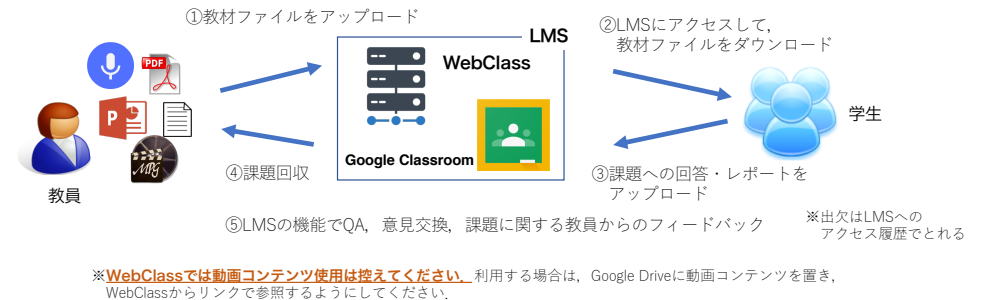 ①教材ファイルをアップロード
②LMSにアクセスして，
教材ファイルをダウンロード
LMS
WebClass
PDF
P
MPG
教員
Google Classroom
学生
④課題回収
③課題への回答・レポートを
アップロード
⑤LMSの機能でQA，意見交換，課題に関する教員からのフィードバック
※出欠はLMSへの
アクセス履歴でとれる
※WebClassでは動画コンテンツ使用は控えてください．利用する場合は，Google Driveに動画コンテンツを置き，
WebClassからリンクで参照するようにしてください．